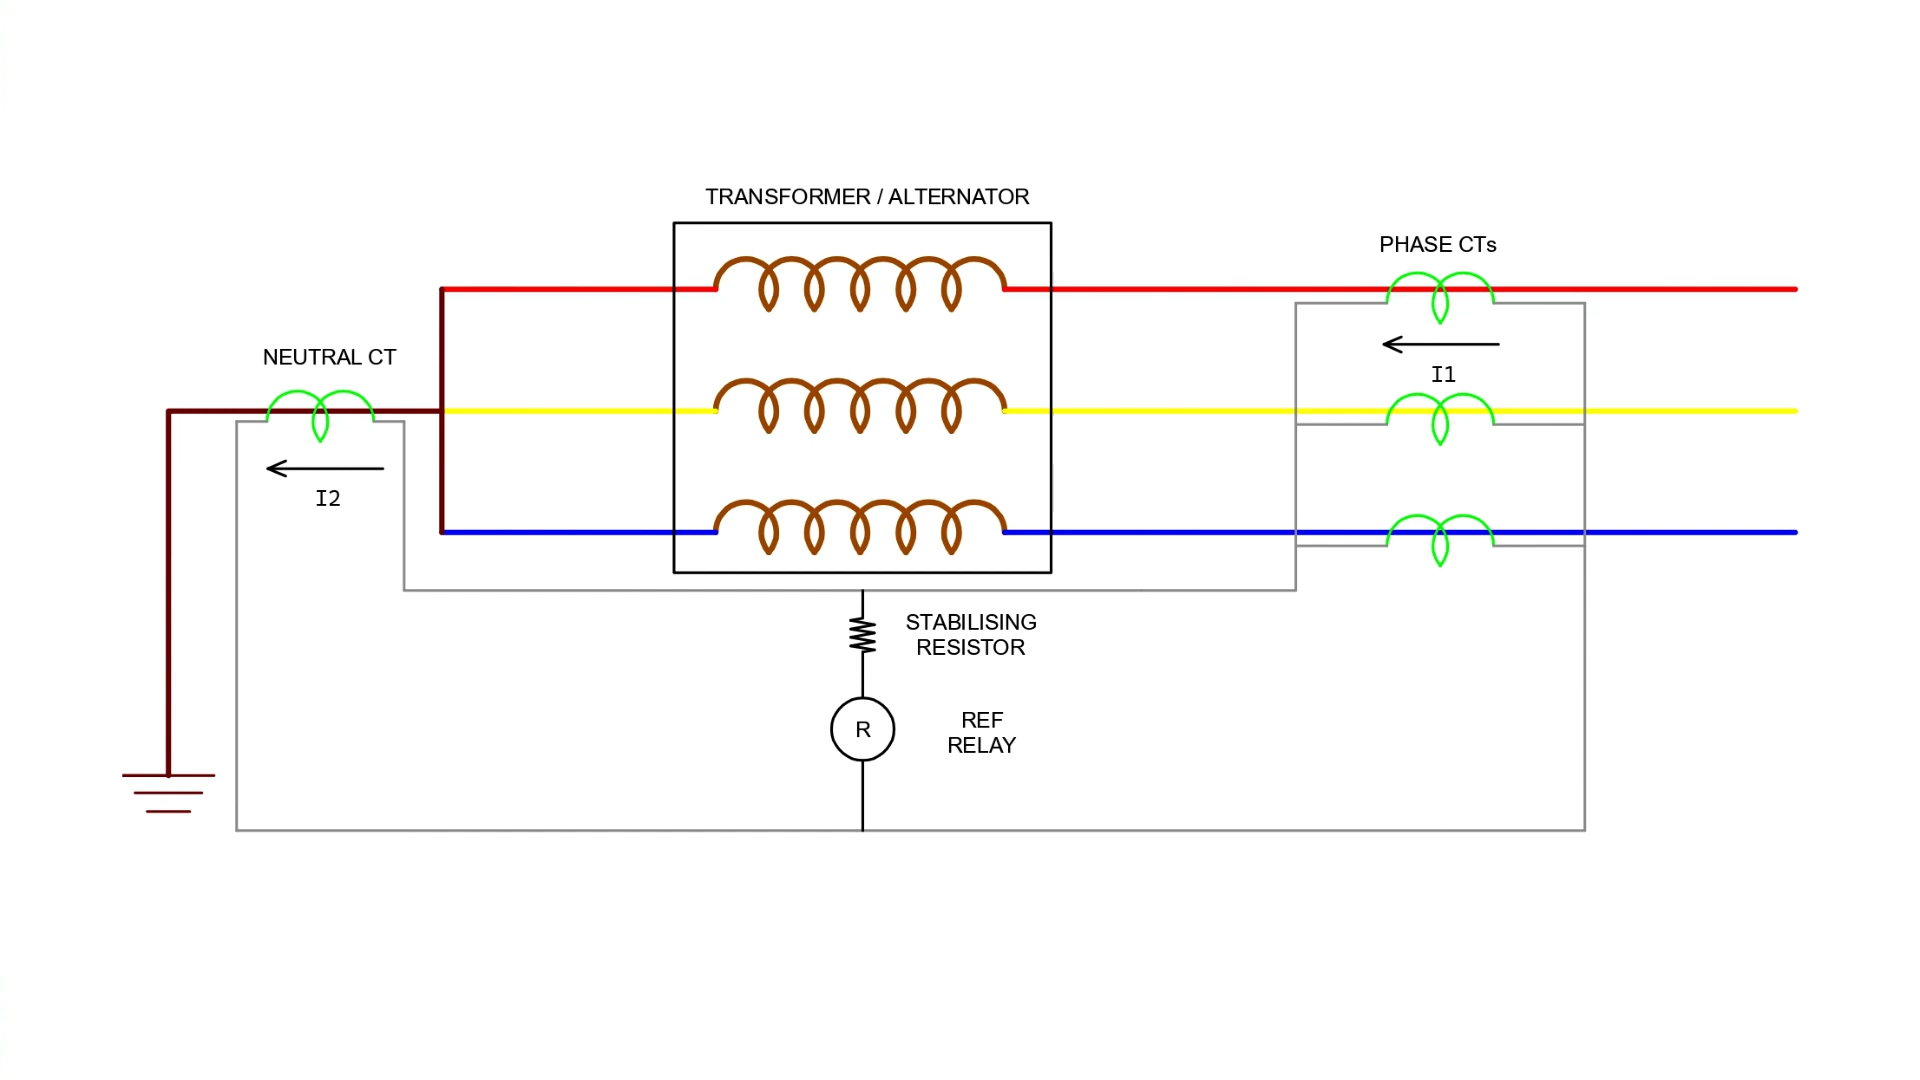 TRANSFORMER / ALTERNATOR
PHASE CTs
I1
NEUTRAL CT
I2
STABILISING
RESISTOR
R
REF
RELAY